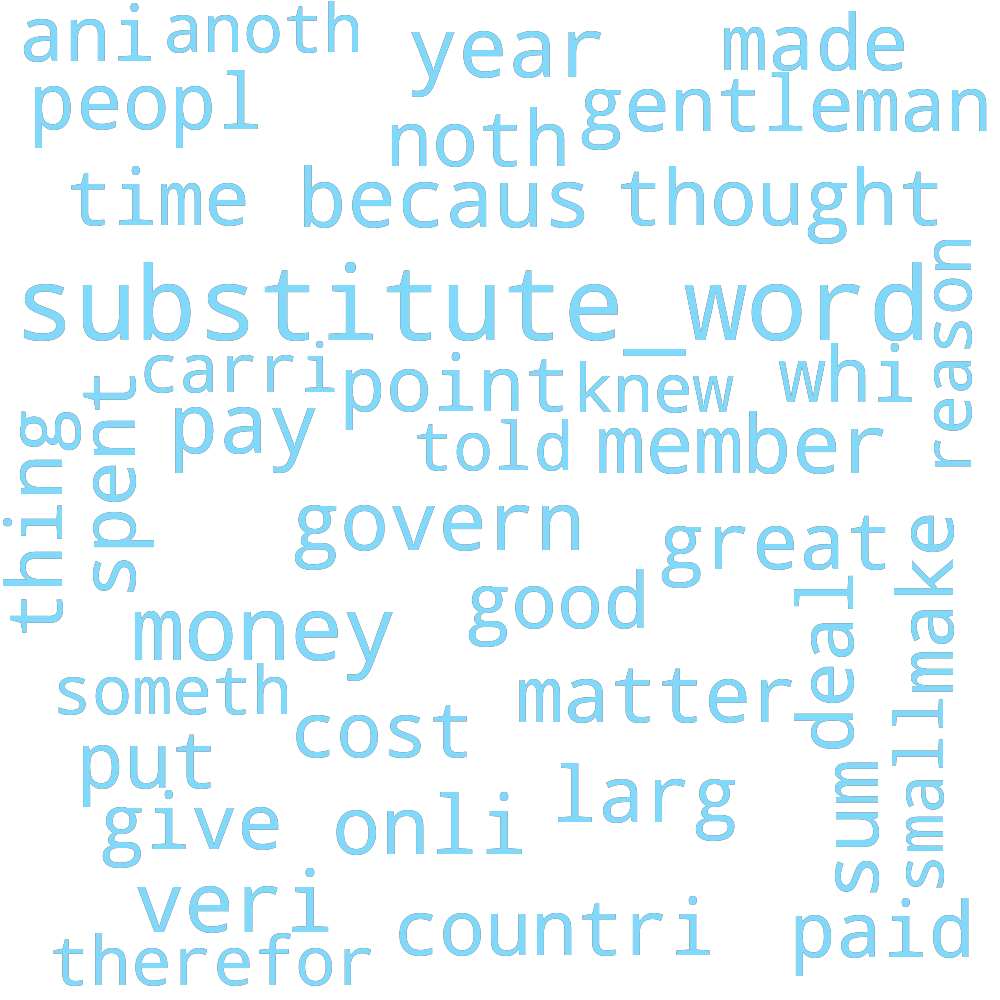 ani anoth year made
peopl noth gentleman
time becaus thought
substitute_word reason
carri point knew whi
thing spent pay told member
govern great
money good deal smallmake
someth matter
put cost sum
give onli larg
veri
therefor countri paid